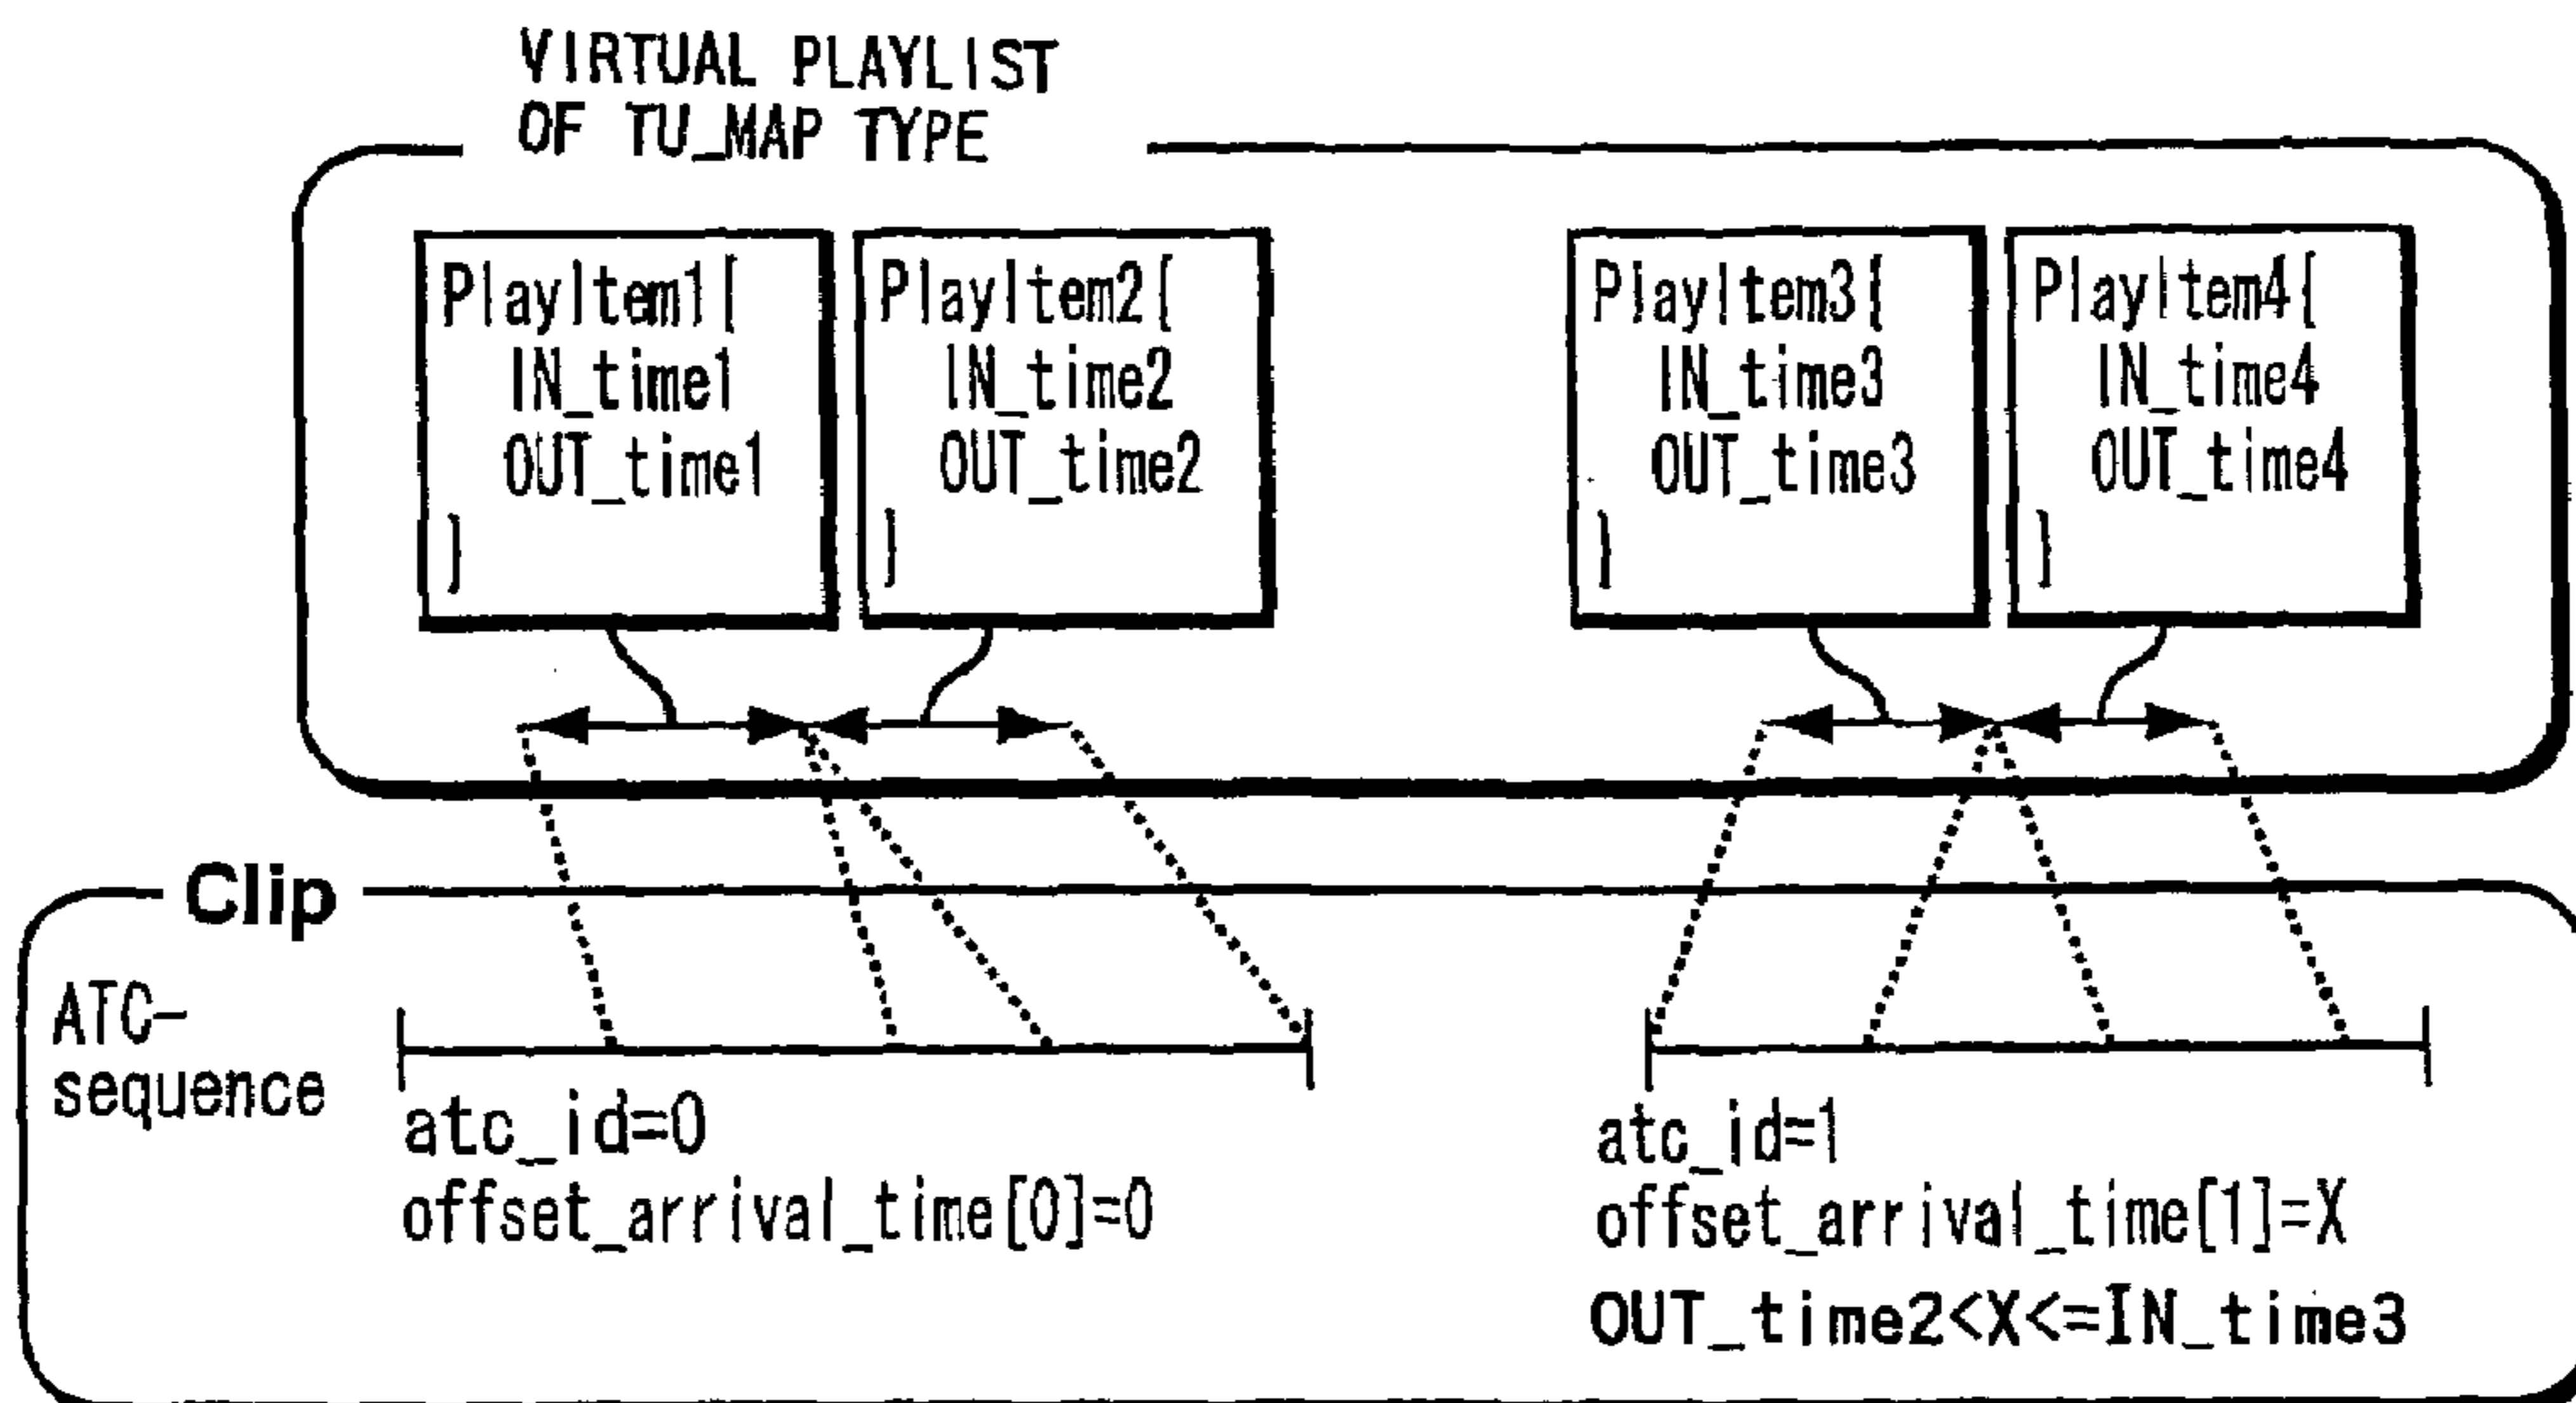 VIRTUAL PLAYLIST
OF TU_MAP TYPE
PlayItem1{
IN_time1
OUT_time1
}
PlayItem2{
IN_time2
OUT_time2
}
PlayItem3{
IN_time3
OUT_time3
}
PlayItem4{
IN_time4
OUT_time4
}
Clip
ATC-
sequence
atc_id=0
offset_arrival_time[0]=0
atc_id=1
offset_arrival_time[1]=X
OUT_time2<X<=IN_time3